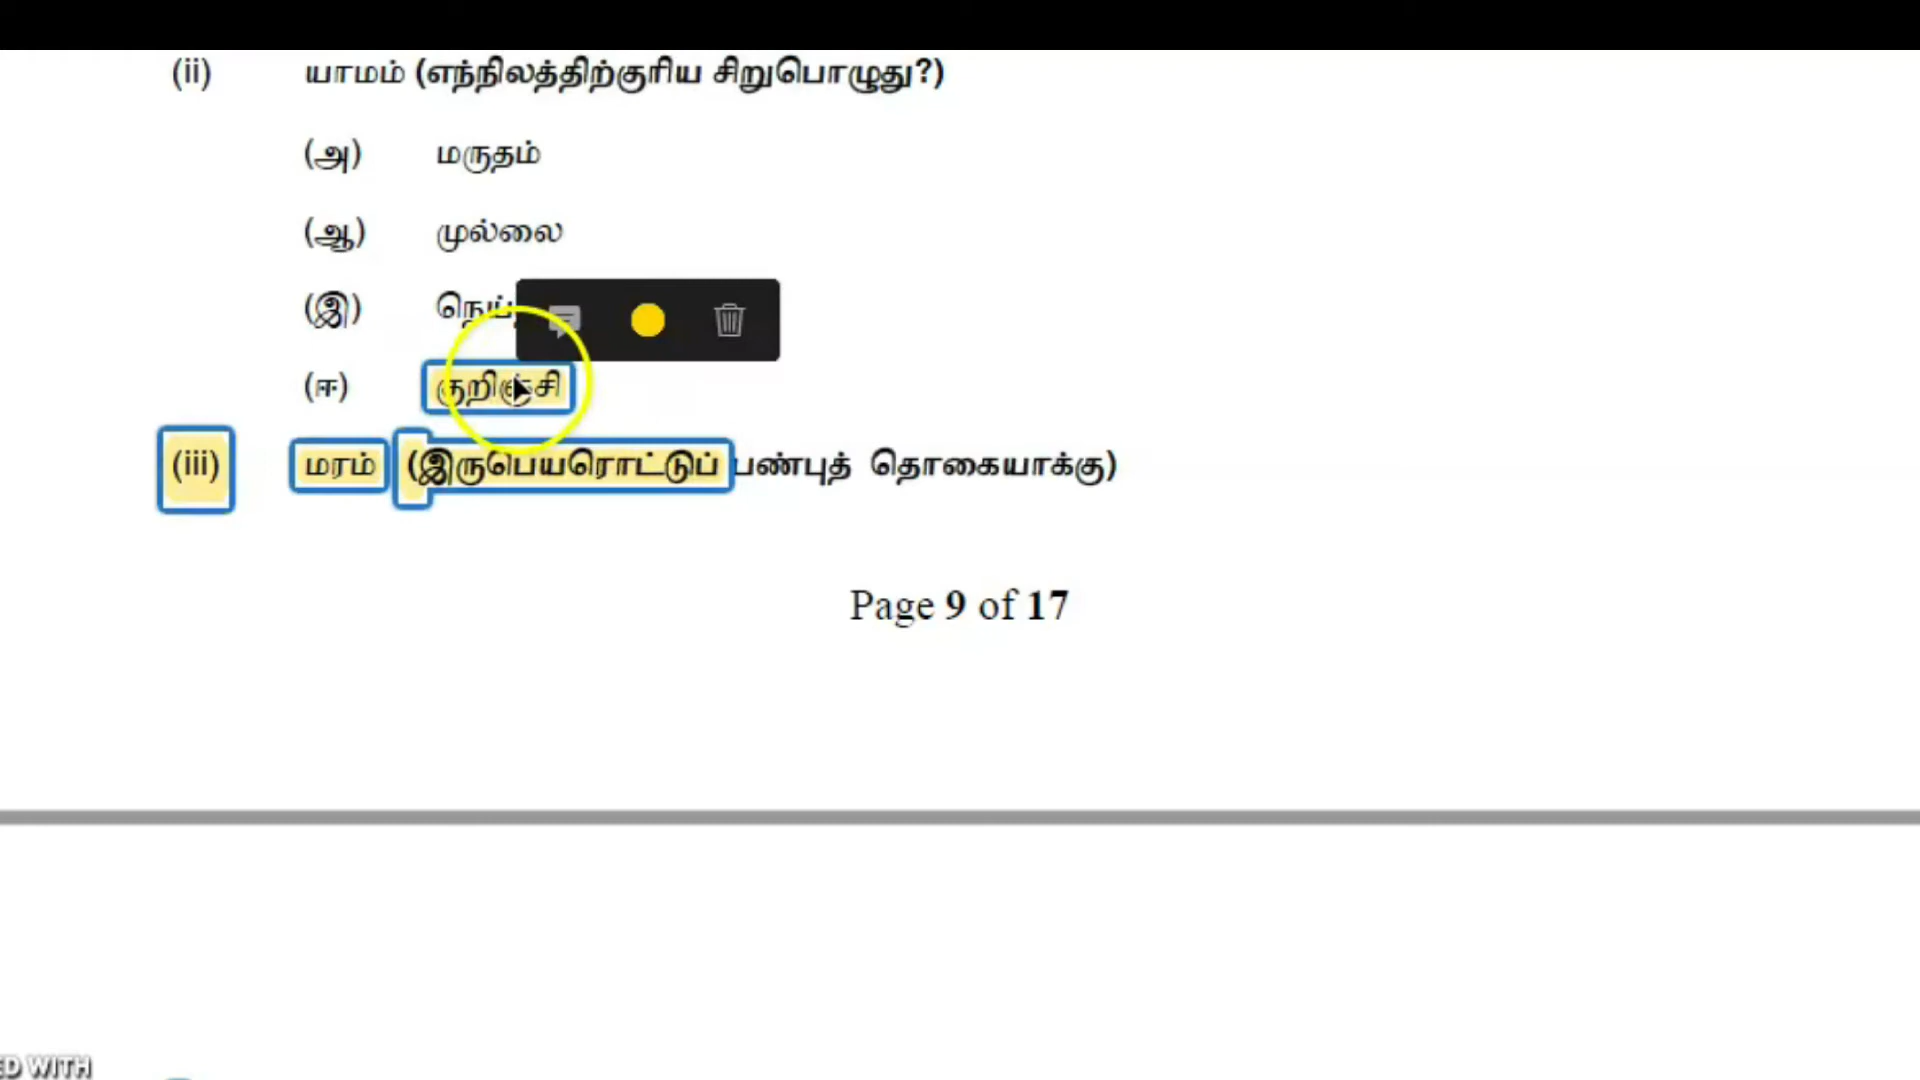 (ii) யாமம் (எந்நிலத்திற்குரிய சிறுபொழுது?)
(அ) மருதம்
(ஆ) முல்லை
(இ)
(ஈ) குறிஞ்சி
(iii) மரம் (இருபெயரொட்டுப் பண்புத் தொகையாக்கு)
Page 9 of 17
WITH